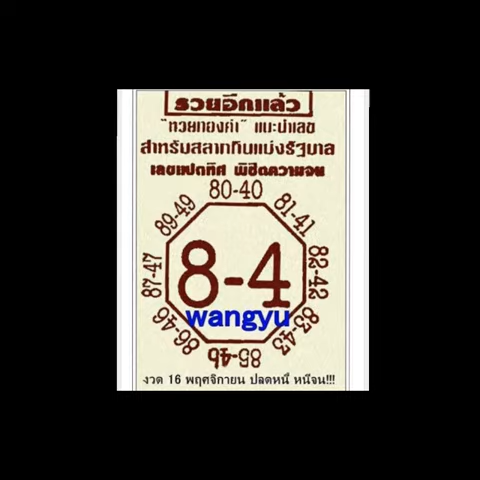 รวยอีกแล้ว
"หวยทองคำ" แนะนำเลข
สำหรับสลากกินแบ่งรัฐบาล
เลขแปดทิศ พิชิตความจน
80-40
89-49
81-41
87-47
82-42
8-4
wangyu
86-46
83-43
85-45
งวด 16 พฤศจิกายน ปลดหนี้ หนีจน!!!